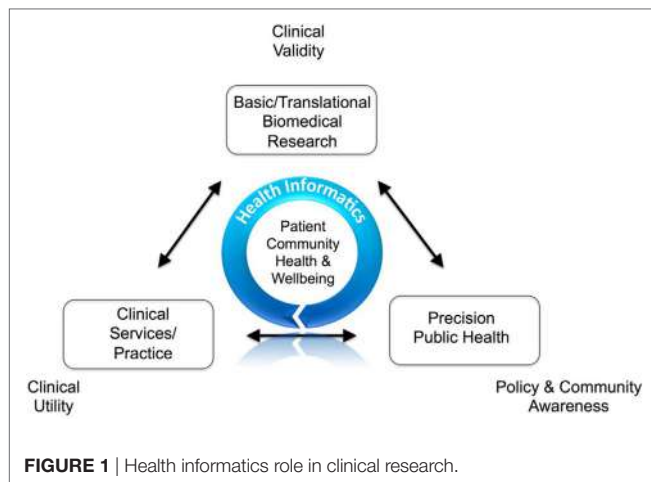 Clinical
Validity
Basic/Translational
Biomedical
Research
Health Informatics
Patient
Community
Health &
Wellbeing
Clinical
Services/
Practice
Precision
Public Health
Clinical
Utility
Policy & Community
Awareness
FIGURE 1 | Health informatics role in clinical research.